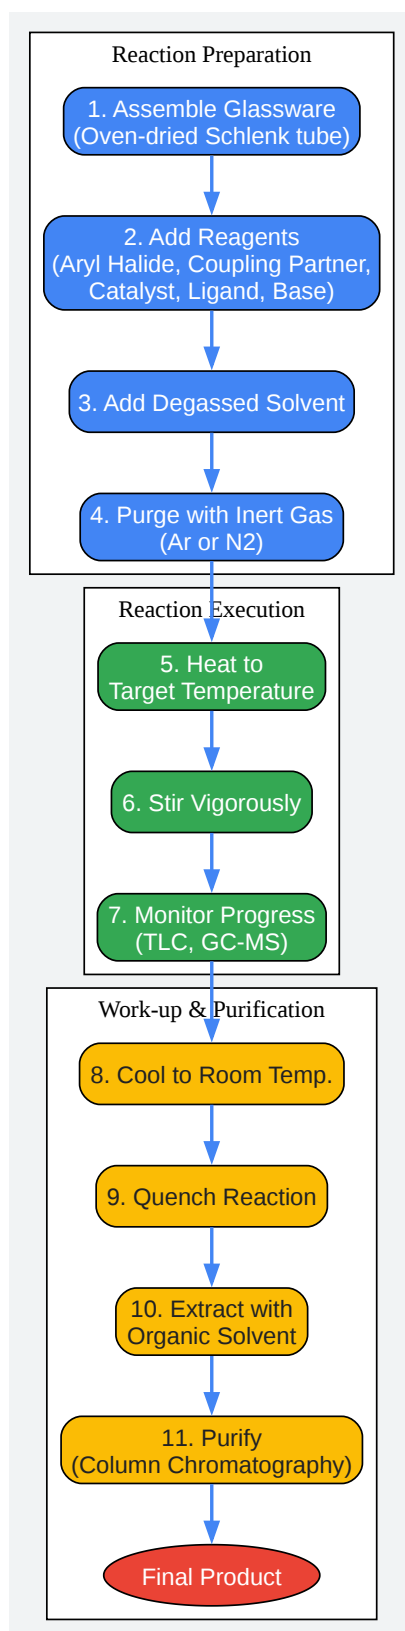 Reaction Preparation
1. Assemble Glassware
(Oven-dried Schlenk tube)
2. Add Reagents
(Aryl Halide, Coupling Partner,
Catalyst, Ligand, Base)
3. Add Degassed Solvent
4. Purge with Inert Gas
(Ar or N2)
Reaction Execution
5. Heat to
Target Temperature
6. Stir Vigorously
7. Monitor Progress
(TLC, GC-MS)
Work-up & Purification
8. Cool to Room Temp.
9. Quench Reaction
10. Extract with
Organic Solvent
11. Purify
(Column Chromatography)
Final Product